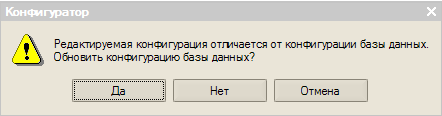 Конфигуратор
Редактируемая конфигурация отличается от конфигурации базы данных.
Обновить конфигурацию базы данных?
Да Нет Отмена